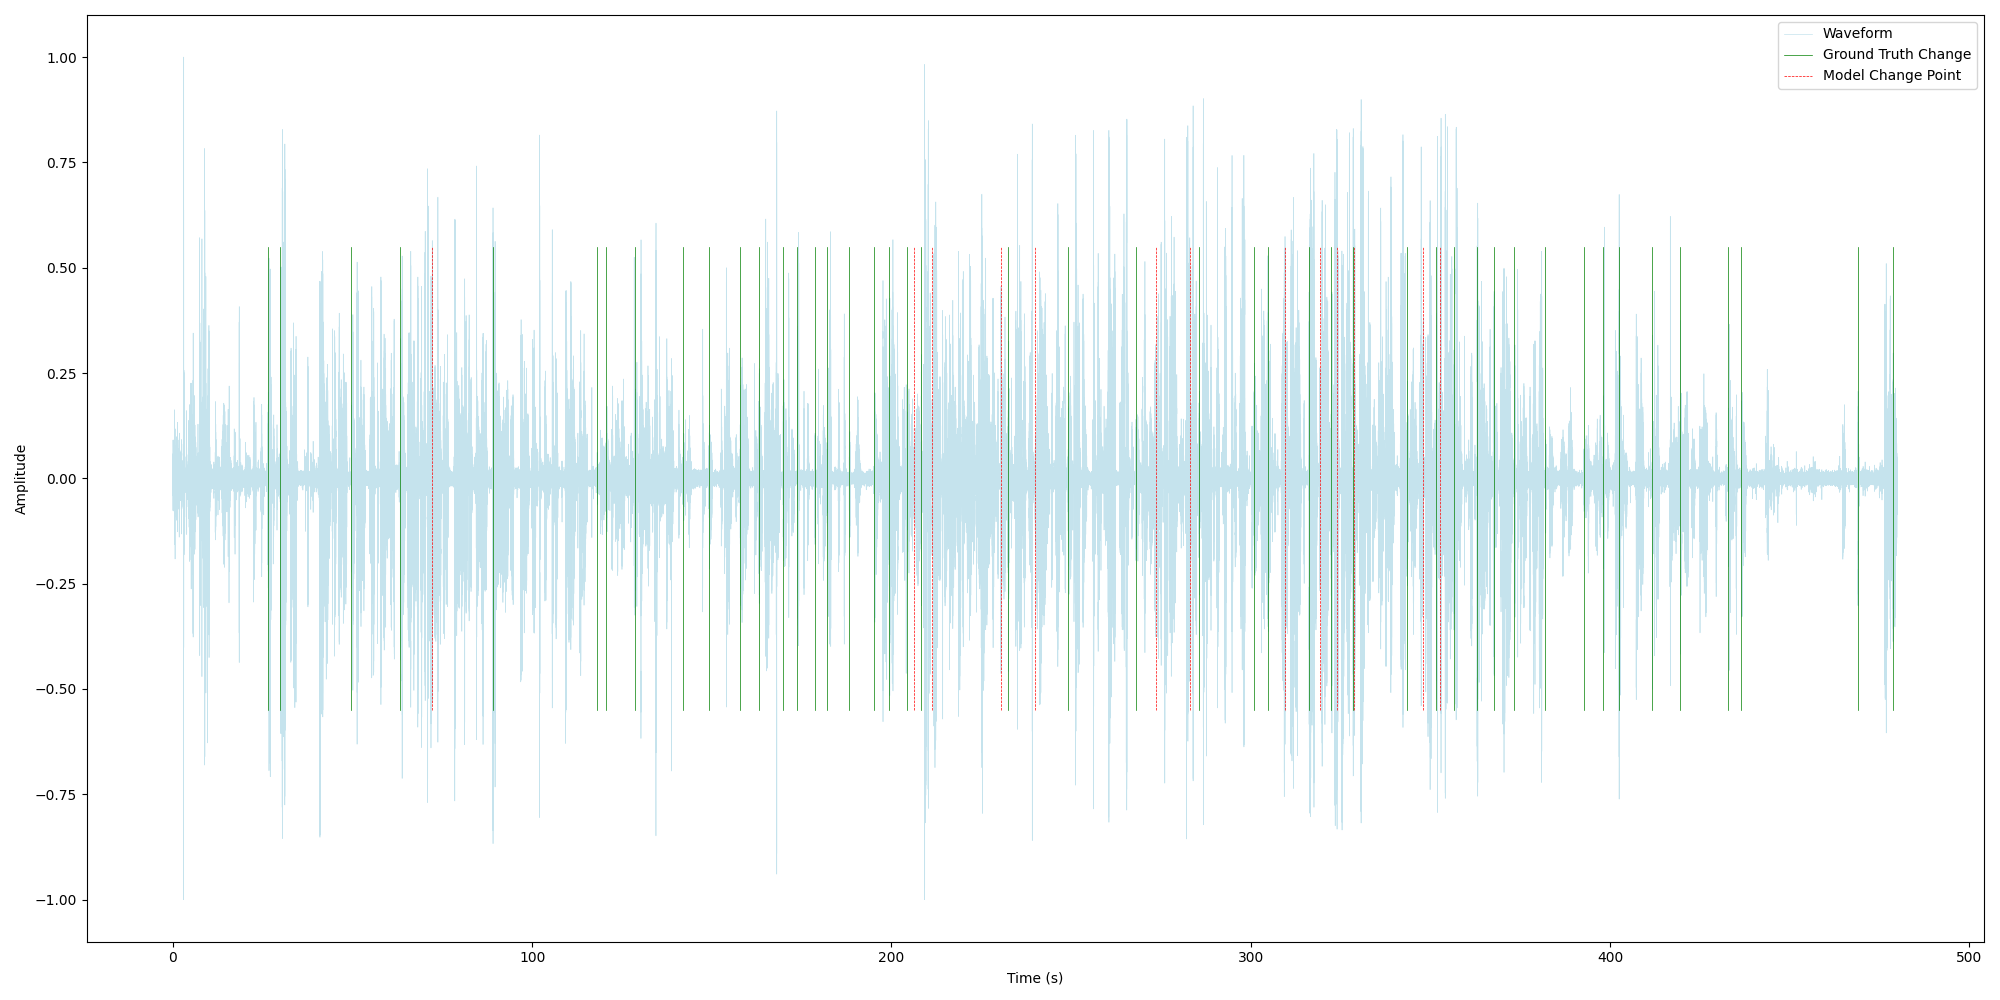 Waveform
Ground Truth Change
Model Change Point
Amplitude
1.00
0.75
0.50
0.25
0.00
−0.25
−0.50
−0.75
−1.00
0 100 200 300 400 500
Time (s)